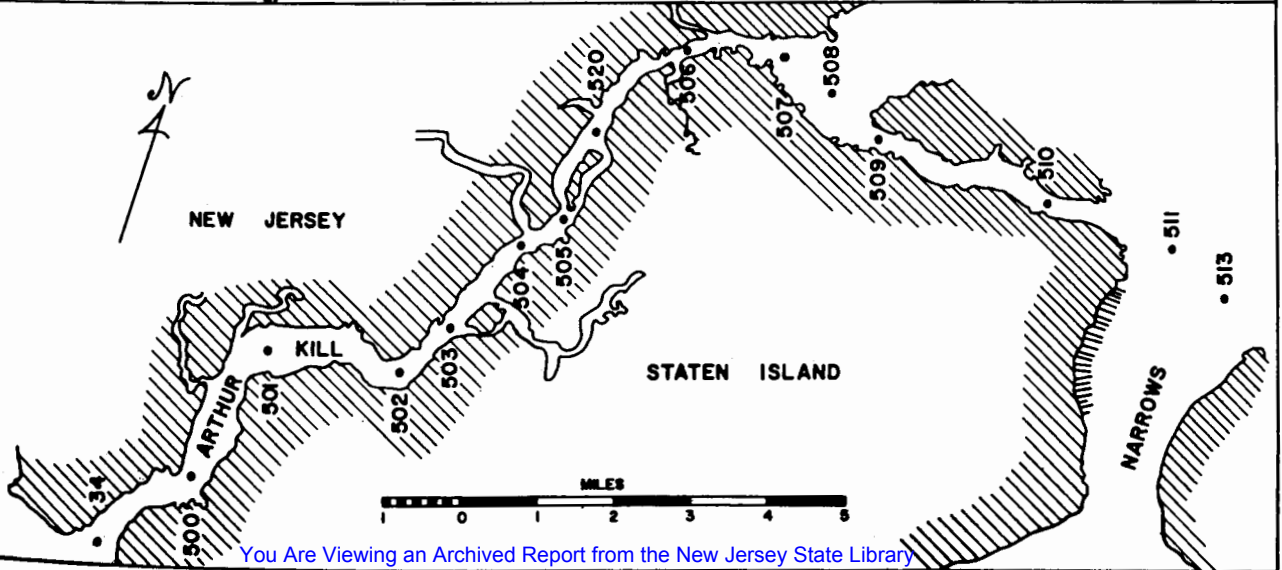 N
520
506
508
507
509
510
NEW JERSEY
511
513
504
505
KILL
503
501
502
ARTHUR
STATEN ISLAND
NARROWS
34
500
MILES
1 0 1 2 3 4 5
You Are Viewing an Archived Report from the New Jersey State Library